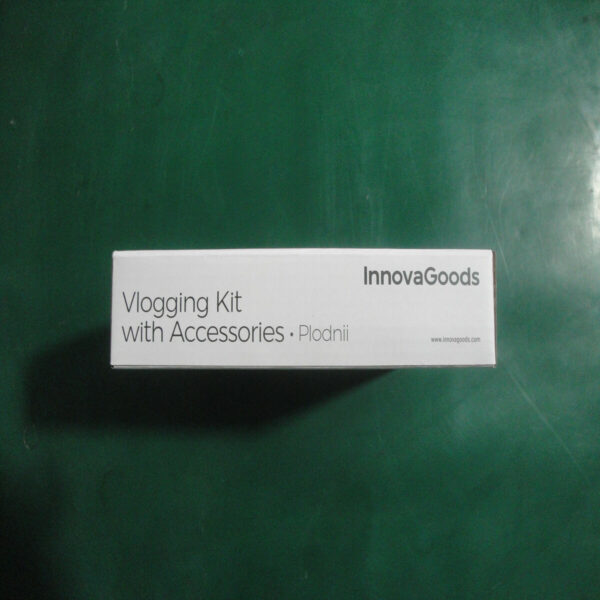 InnovaGoods
Vlogging Kit
with Accessories • Plodnii
www.innovagoods.com